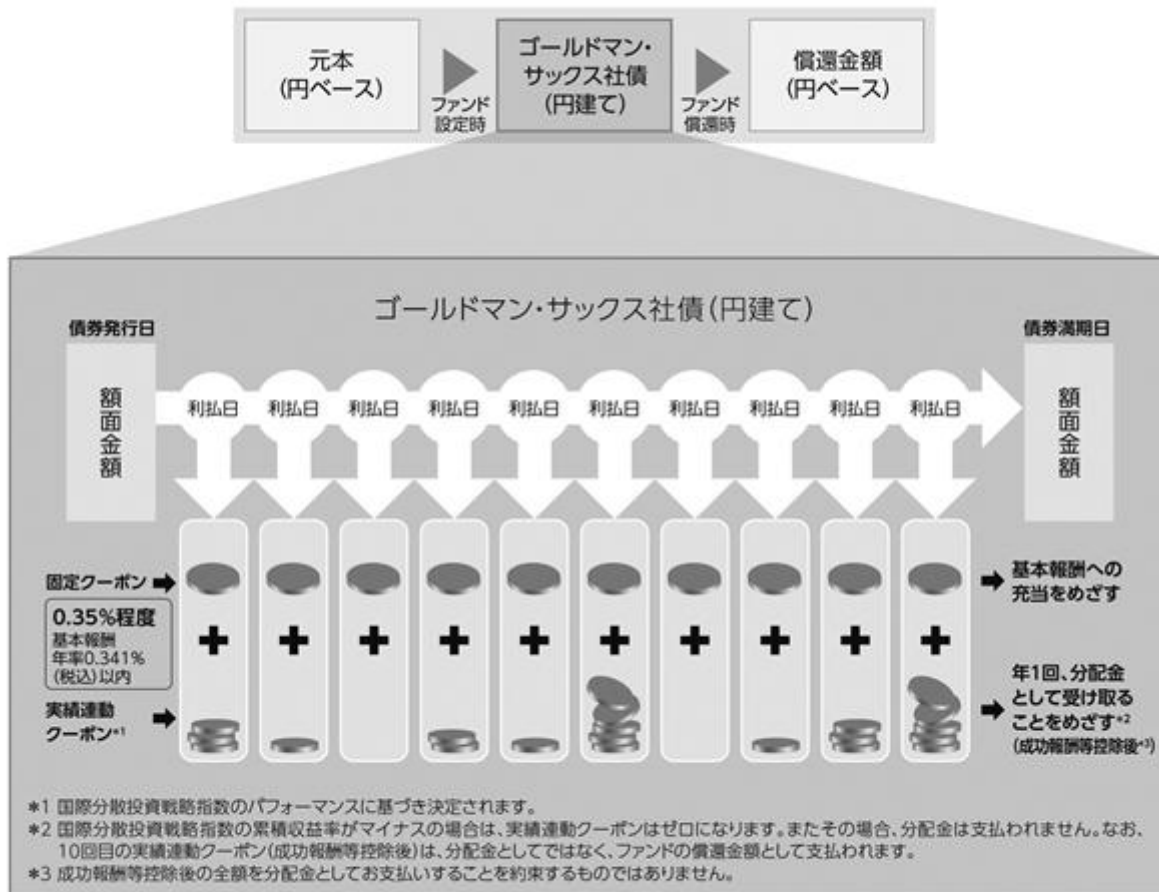 元本
(円ベース)
ファンド
設定時
ゴールドマン・
サックス社債
(円建て)
ファンド
償還時
償還金額
(円ベース)
ゴールドマン・サックス社債(円建て)
債券発行日
額面金額
利払日 利払日 利払日 利払日 利払日 利払日 利払日 利払日 利払日 利払日
債券満期日
額面金額
固定クーポン
0.35%程度
基本報酬
年率0.341%
(税込)以内
実績連動
クーポン*1
基本報酬への
充当をめざす
年1回、分配金
として受け取る
ことをめざす*2
(成功報酬等控除後*3)
*1 国際分散投資戦略指数のパフォーマンスに基づき決定されます。
*2 国際分散投資戦略指数の累積収益率がマイナスの場合は、実績連動クーポンはゼロになります。またその場合、分配金は支払われません。なお、
10回目の実績連動クーポン(成功報酬等控除後)は、分配金としてではなく、ファンドの償還金額として支払われます。
*3 成功報酬等控除後の全額を分配金としてお支払いすることを約束するものではありません。